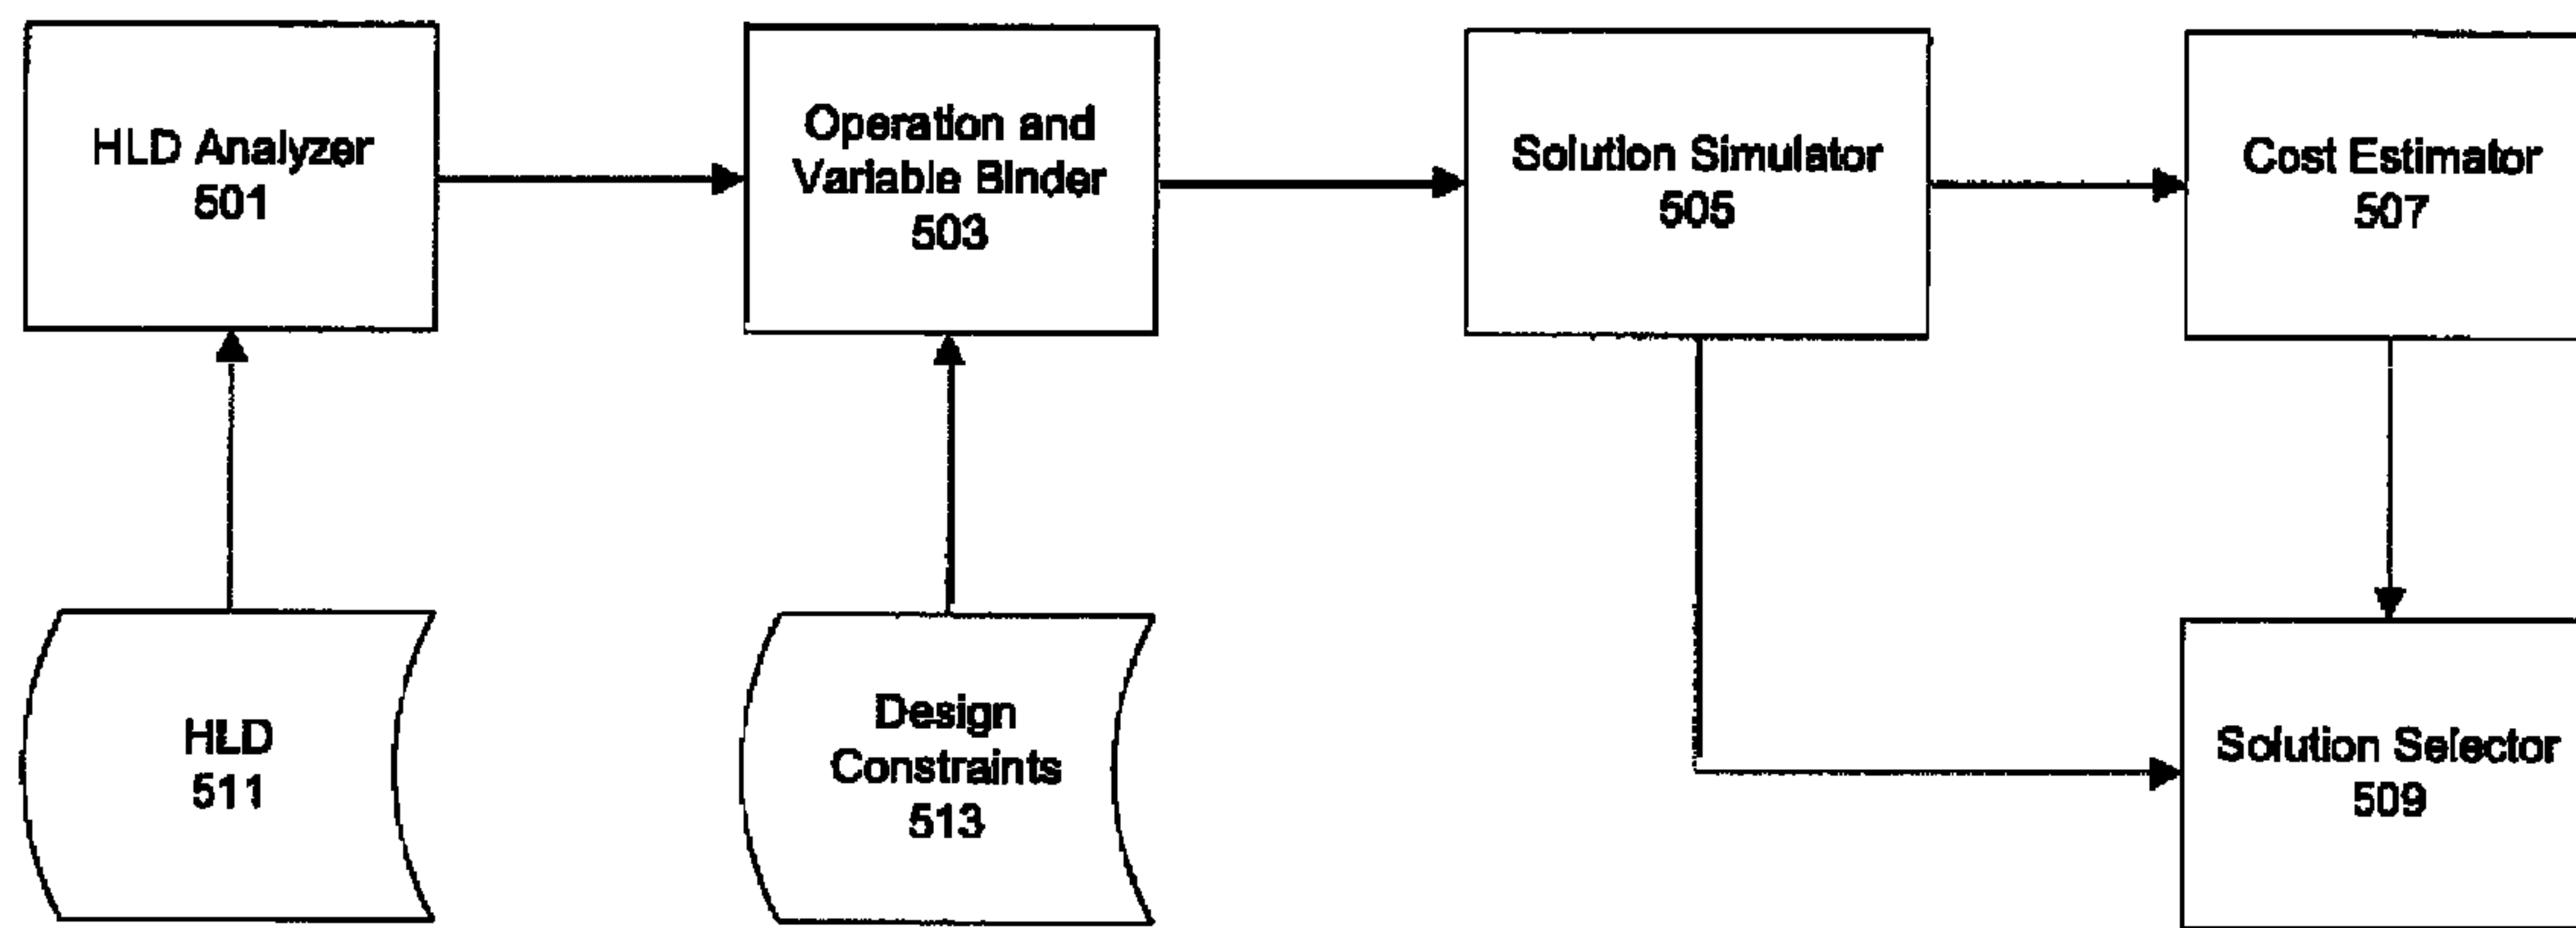 HLD Analyzer
501
Operation and
Variable Binder
503
Solution Simulator
505
Cost Estimator
507
HLD
511
Design
Constraints
513
Solution Selector
509